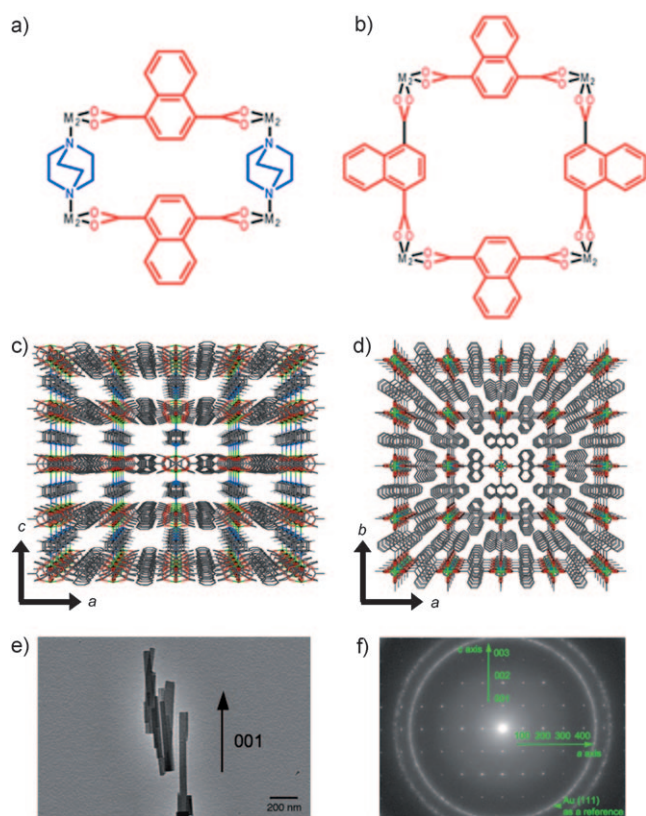 a)
b)
O O M2 O O M2
N N
N N
M2 O O O O M2
M2 O O O O M2
O O O O
O O O O
M2 O O O O M2
c)
d)
c
a
b
a
e)
001
200 nm
f)
c axis
003
002
001
200 300 400
a axis
Au (111)
as a reference